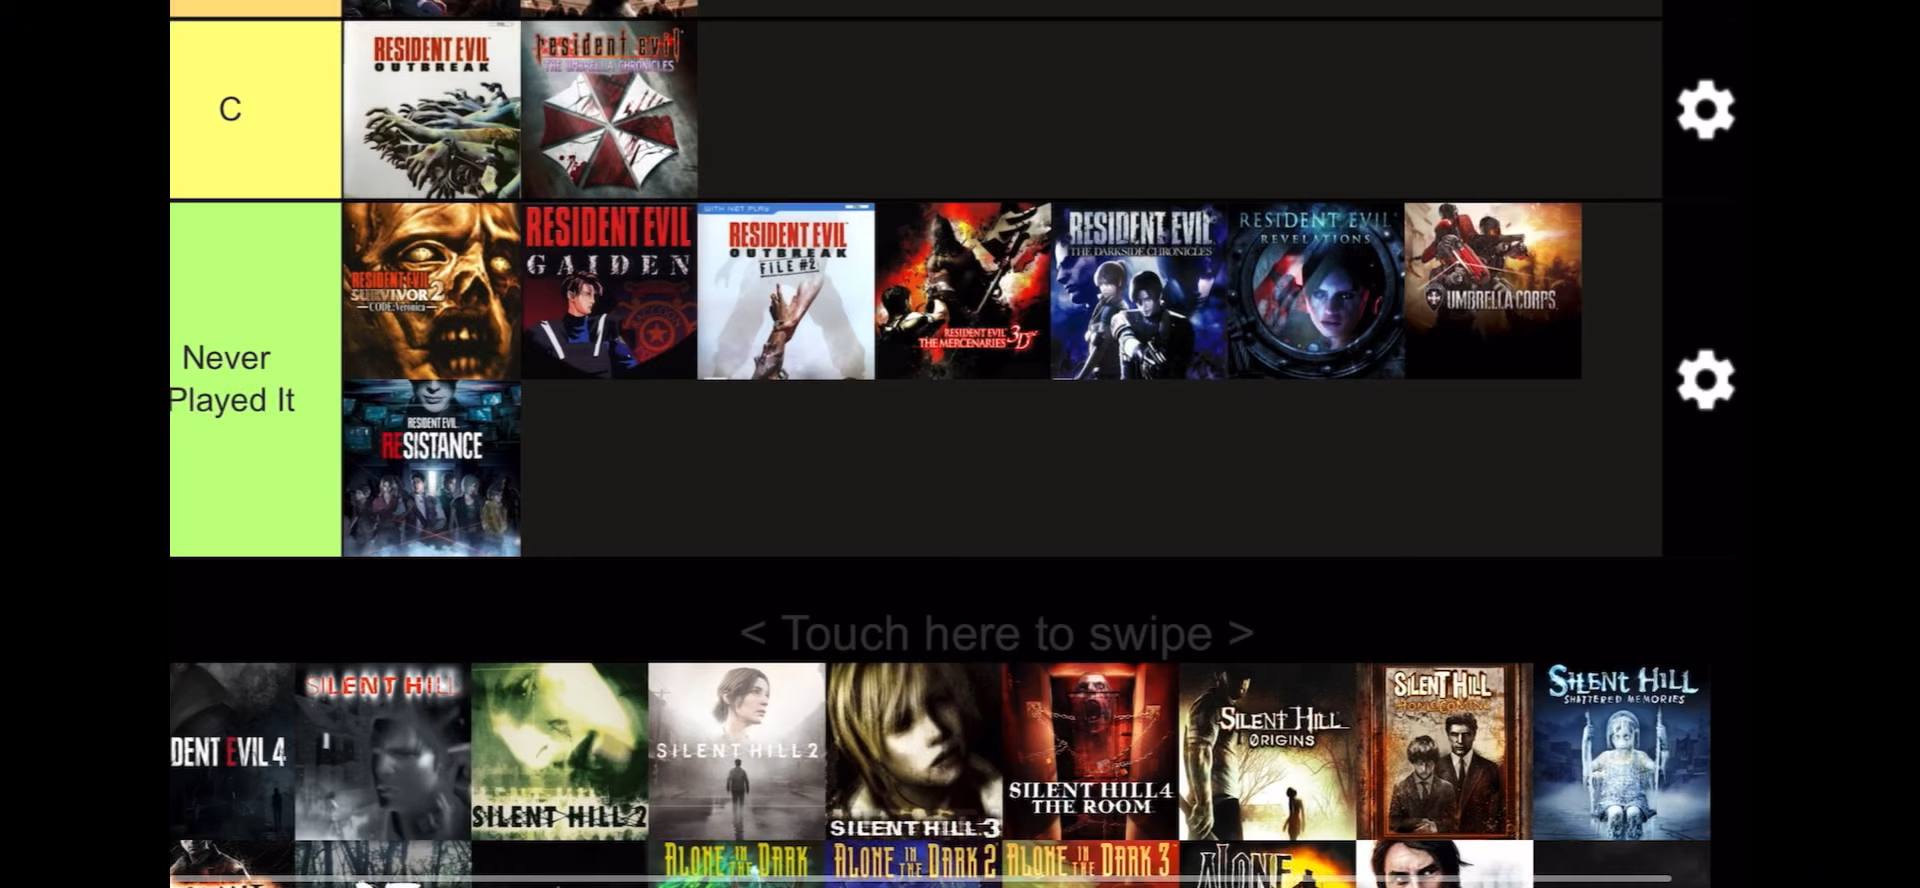 C
RESIDENT EVIL
OUTBREAK
resident evil
THE UMBRELLA CHRONICLES
Never
Played It
RESIDENT EVIL
SURVIVOR 2
CODE: Veronica
RESIDENT EVIL
GAIDEN
WITH NET PLAY
RESIDENT EVIL
OUTBREAK
FILE #2
RESIDENT EVIL
THE MERCENARIES 3D
RESIDENT EVIL
THE DARKSIDE CHRONICLES
RESIDENT EVIL
REVELATIONS
UMBRELLA CORPS
RESIDENT EVIL
RESISTANCE
< Touch here to swipe >
DENT EVIL 4
SILENT HILL
SILENT HILL 2
SILENT HILL 2
SILENT HILL 3
SILENT HILL 4
THE ROOM
SILENT HILL
ORIGINS
SILENT HILL
HOMECOMING
SILENT HILL
SHATTERED MEMORIES
ALONE IN THE DARK
ALONE IN THE DARK 2
ALONE IN THE DARK 3
ALONE